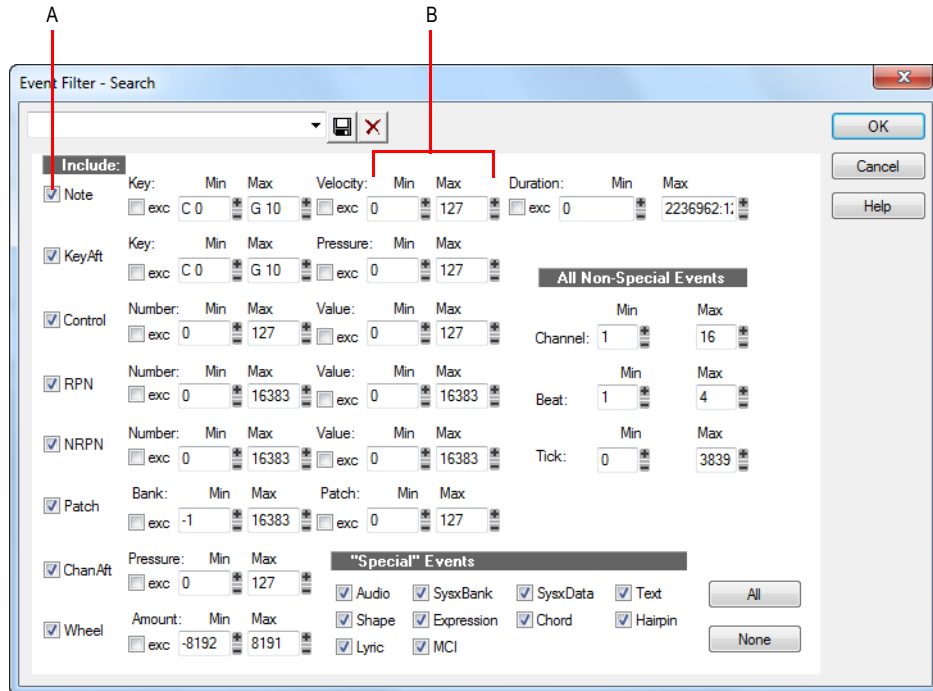 A B
Event Filter - Search
OK
Include:
Cancel
Key: Min Max Velocity: Min Max Duration: Min Max
Note exc C 0 G 10 exc 0 127 exc 0 2236962:1
Help
Key: Min Max Pressure: Min Max
KeyAft exc C 0 G 10 exc 0 127
All Non-Special Events
Number: Min Max Value: Min Max Min Max
Control exc 0 127 exc 0 127 Channel: 1 16
Number: Min Max Value: Min Max Min Max
RPN exc 0 16383 exc 0 16383 Beat: 1 4
Number: Min Max Value: Min Max Min Max
NRPN exc 0 16383 exc 0 16383 Tick: 0 3839
Bank: Min Max Patch: Min Max
Patch exc -1 16383 exc 0 127
Pressure: Min Max "Special" Events
ChanAft exc 0 127
Audio SysxBank SysxData Text All
Amount: Min Max Shape Expression Chord Hairpin
Wheel exc -8192 8191 Lyric MCI None